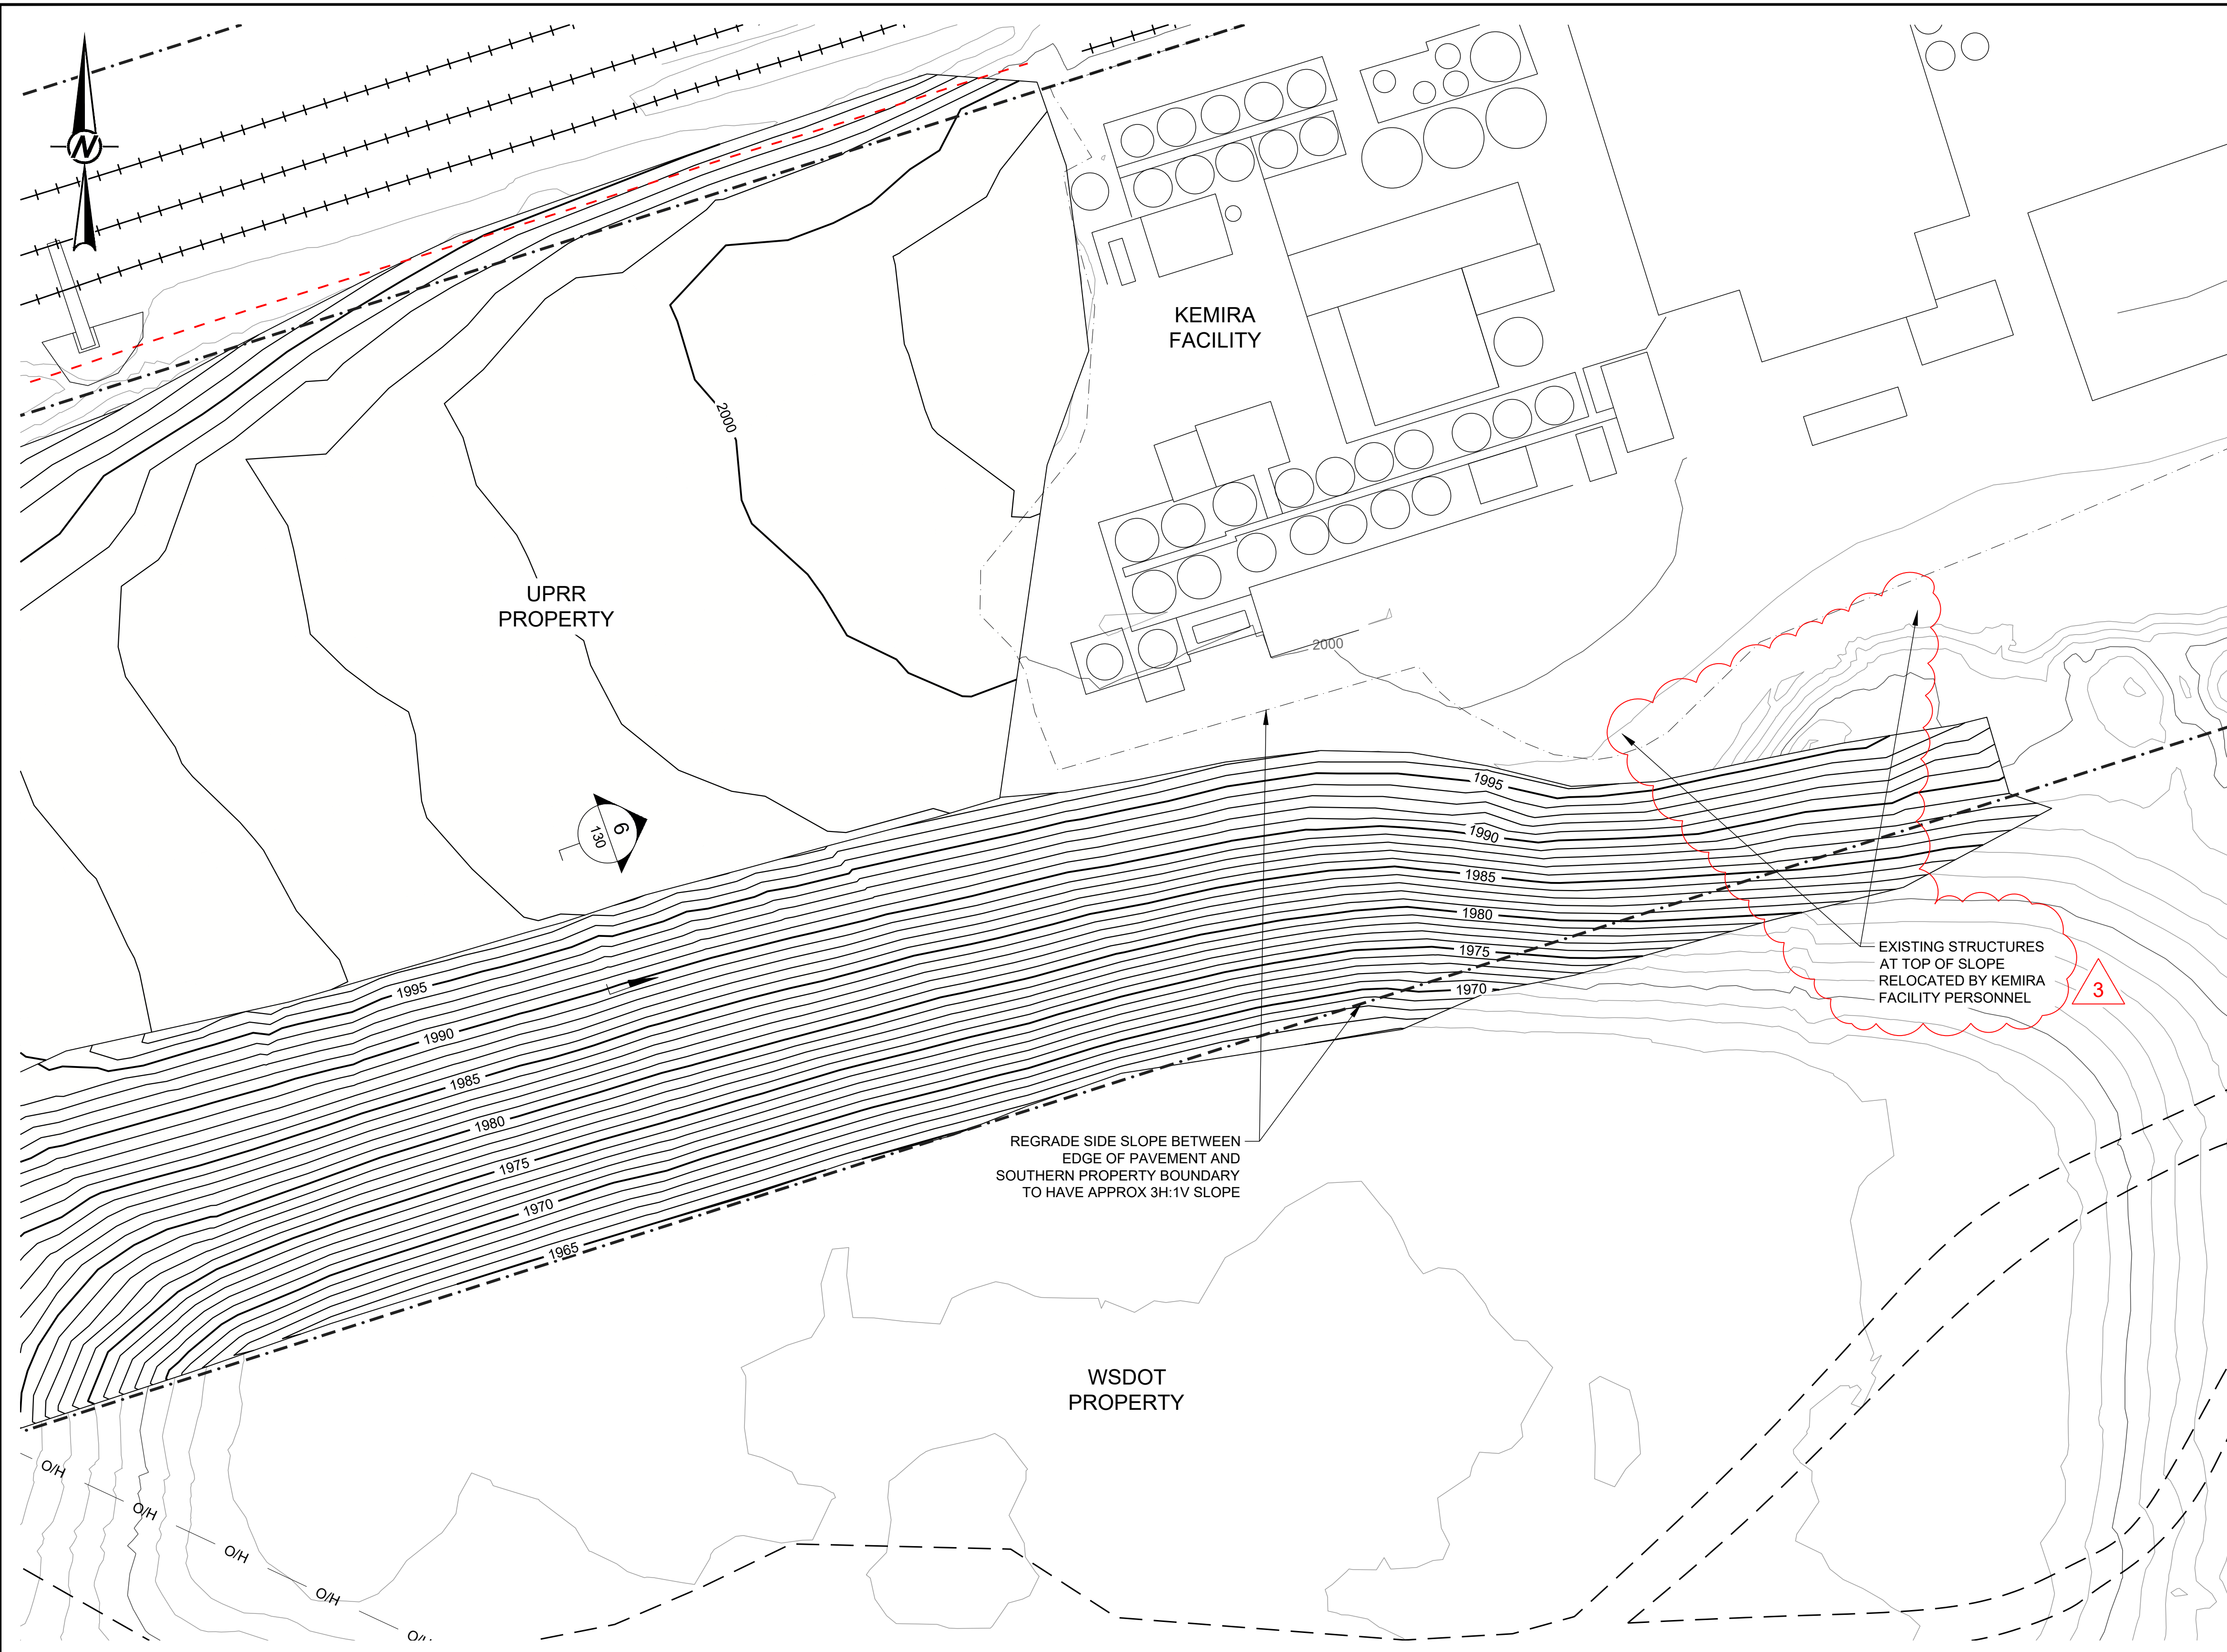 N
KEMIRA
FACILITY
2000
UPRR
PROPERTY
2000
6
130
1995
1990
1985
1980
1975
1970
1995
1990
1985
1980
1975
1970
1965
EXISTING STRUCTURES
AT TOP OF SLOPE
RELOCATED BY KEMIRA
FACILITY PERSONNEL
3
REGRADE SIDE SLOPE BETWEEN
EDGE OF PAVEMENT AND
SOUTHERN PROPERTY BOUNDARY
TO HAVE APPROX 3H:1V SLOPE
WSDOT
PROPERTY
O/H
O/H
O/H
O/H